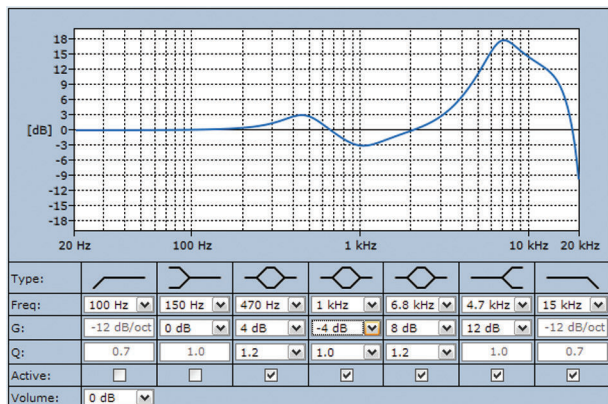 18
15
12
9
6
3
[dB] 0
-3
-6
-9
-12
-15
-18
20 Hz 100 Hz 1 kHz 10 kHz 20 kHz
Type:
Freq: 100 Hz 150 Hz 470 Hz 1 kHz 6.8 kHz 4.7 kHz 15 kHz
G: -12 dB/oct 0 dB 4 dB -4 dB 8 dB 12 dB -12 dB/oct
Q: 0.7 1.0 1.2 1.0 1.2 1.0 0.7
Active:
Volume: 0 dB